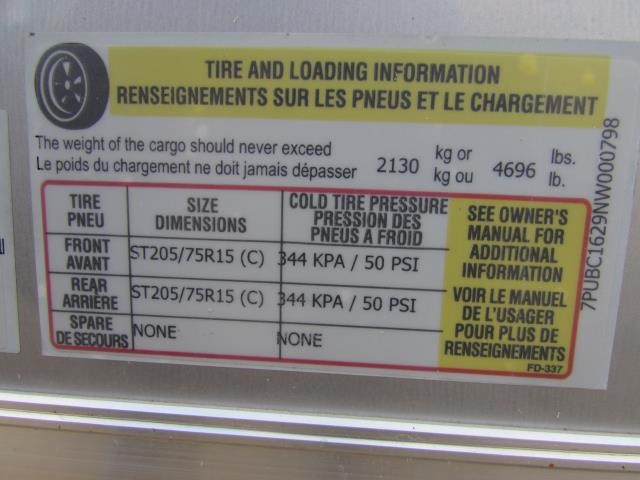 TIRE AND LOADING INFORMATION
RENSEIGNEMENTS SUR LES PNEUS ET LE CHARGEMENT
The weight of the cargo should never exceed
Le poids du chargement ne doit jamais dépasser
2130 kg or 4696 lbs.
kg ou lb.
TIRE
PNEU
SIZE
DIMENSIONS
COLD TIRE PRESSURE
PRESSION DES
PNEUS A FROID
FRONT
AVANT
ST205/75R15 (C)
344 KPA / 50 PSI
REAR
ARRIÈRE
ST205/75R15 (C)
344 KPA / 50 PSI
SPARE
DE SECOURS
NONE
NONE
SEE OWNER'S
MANUAL FOR
ADDITIONAL
INFORMATION
VOIR LE MANUEL
DE L'USAGER
POUR PLUS DE
RENSEIGNEMENTS
FD-337
7PUBC1629NW000798